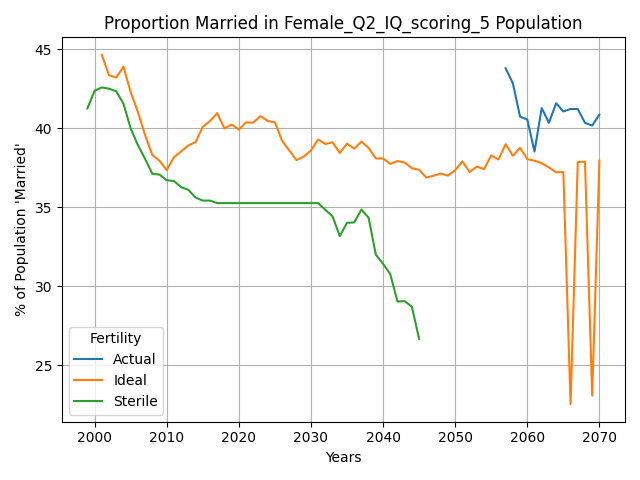 Proportion Married in Female_Q2_IQ_scoring_5 Population
% of Population 'Married'
45
40
35
30
25
Fertility
Actual
Ideal
Sterile
2000 2010 2020 2030 2040 2050 2060 2070
Years